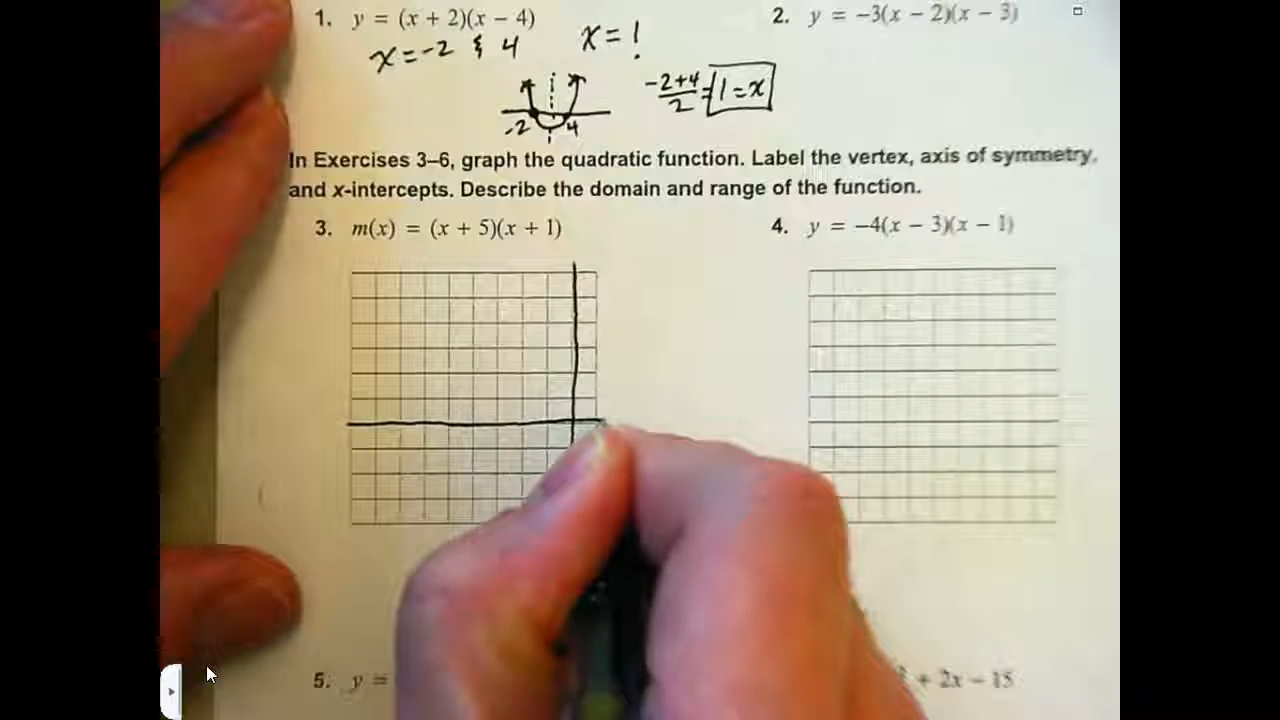 1. y = (x + 2)(x − 4)
2. y = −3(x − 2)(x − 3)
x = -2 & 4
x = 1
-2+4/2 = 1 = x
-2 4
In Exercises 3–6, graph the quadratic function. Label the vertex, axis of symmetry,
and x-intercepts. Describe the domain and range of the function.
3. m(x) = (x + 5)(x + 1)
4. y = −4(x − 3)(x − 1)
5. y =
+ 2x − 15